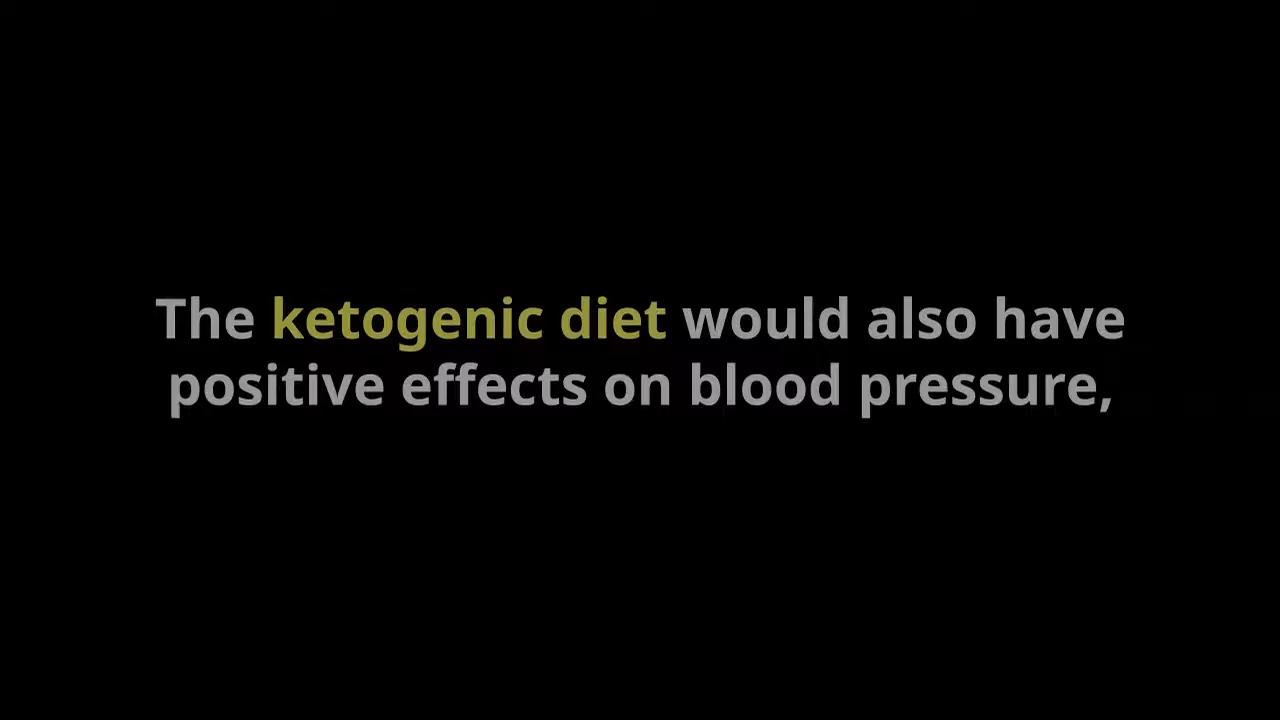 The ketogenic diet would also have
positive effects on blood pressure,